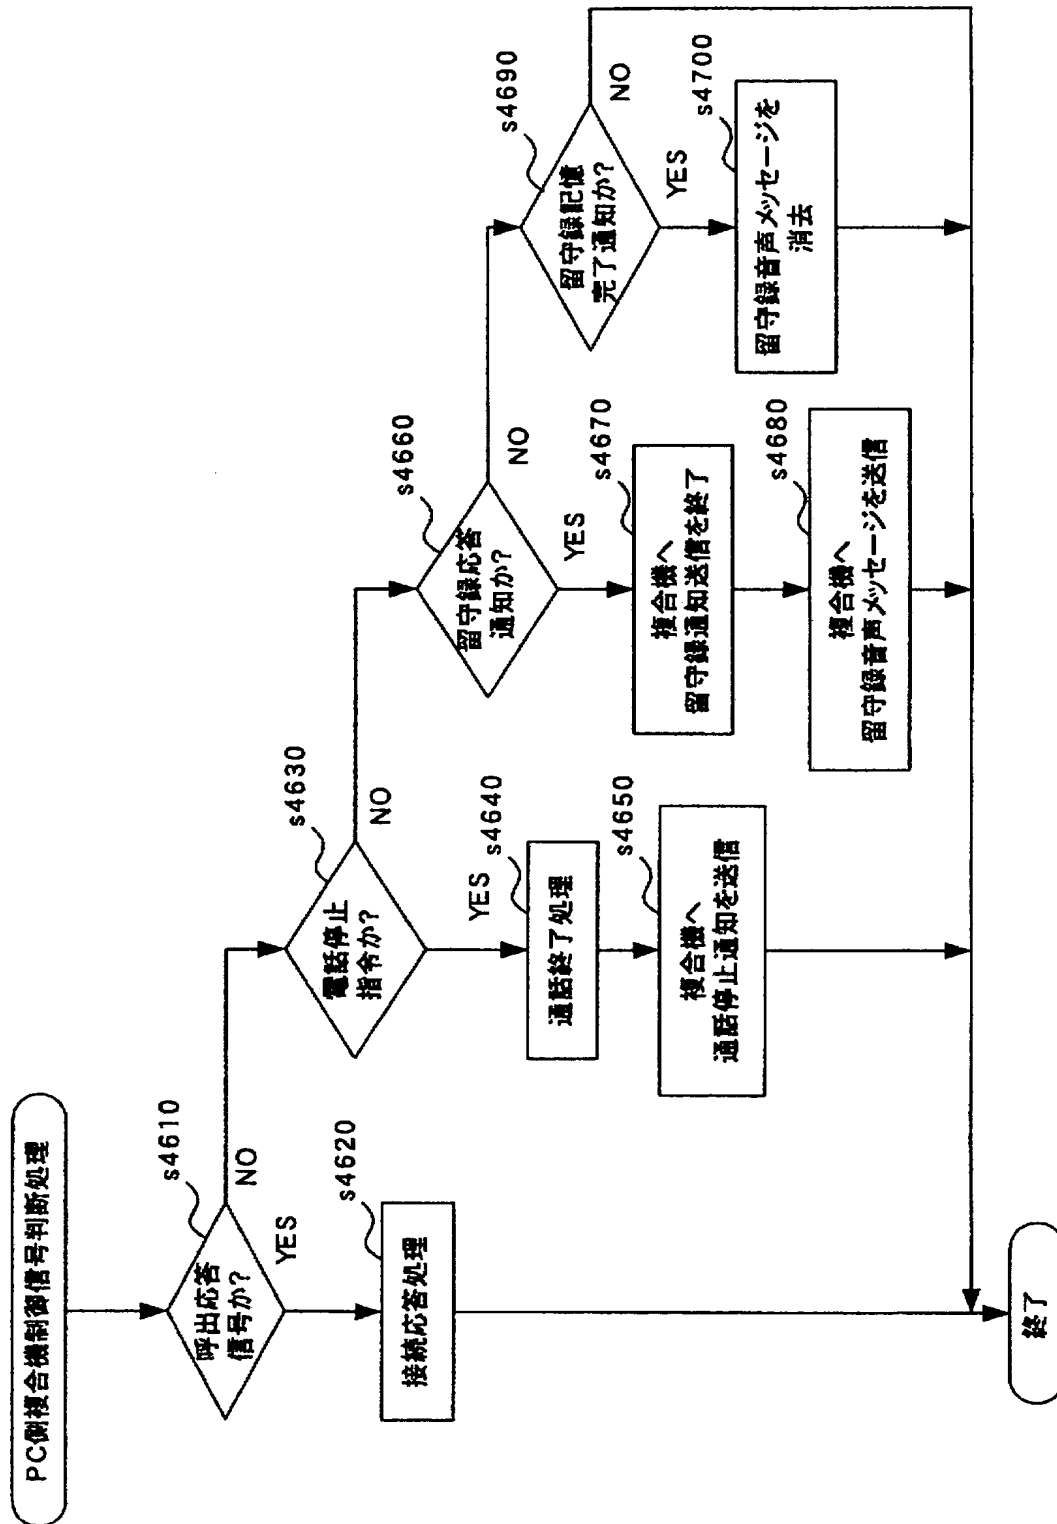 PC側複合機制御信号判断処理
s4610
呼出応答
信号か?
NO
YES
s4620
接続応答処理
s4630
電話停止
指令か?
NO
YES
s4640
通話終了処理
s4650
複合機へ
通話停止通知を送信
s4660
留守録応答
通知か?
NO
YES
s4670
複合機へ
留守録通知送信を終了
s4680
複合機へ
留守録音声メッセージを送信
s4690
留守録記憶
完了通知か?
NO
YES
s4700
留守録音声メッセージを
消去
終了